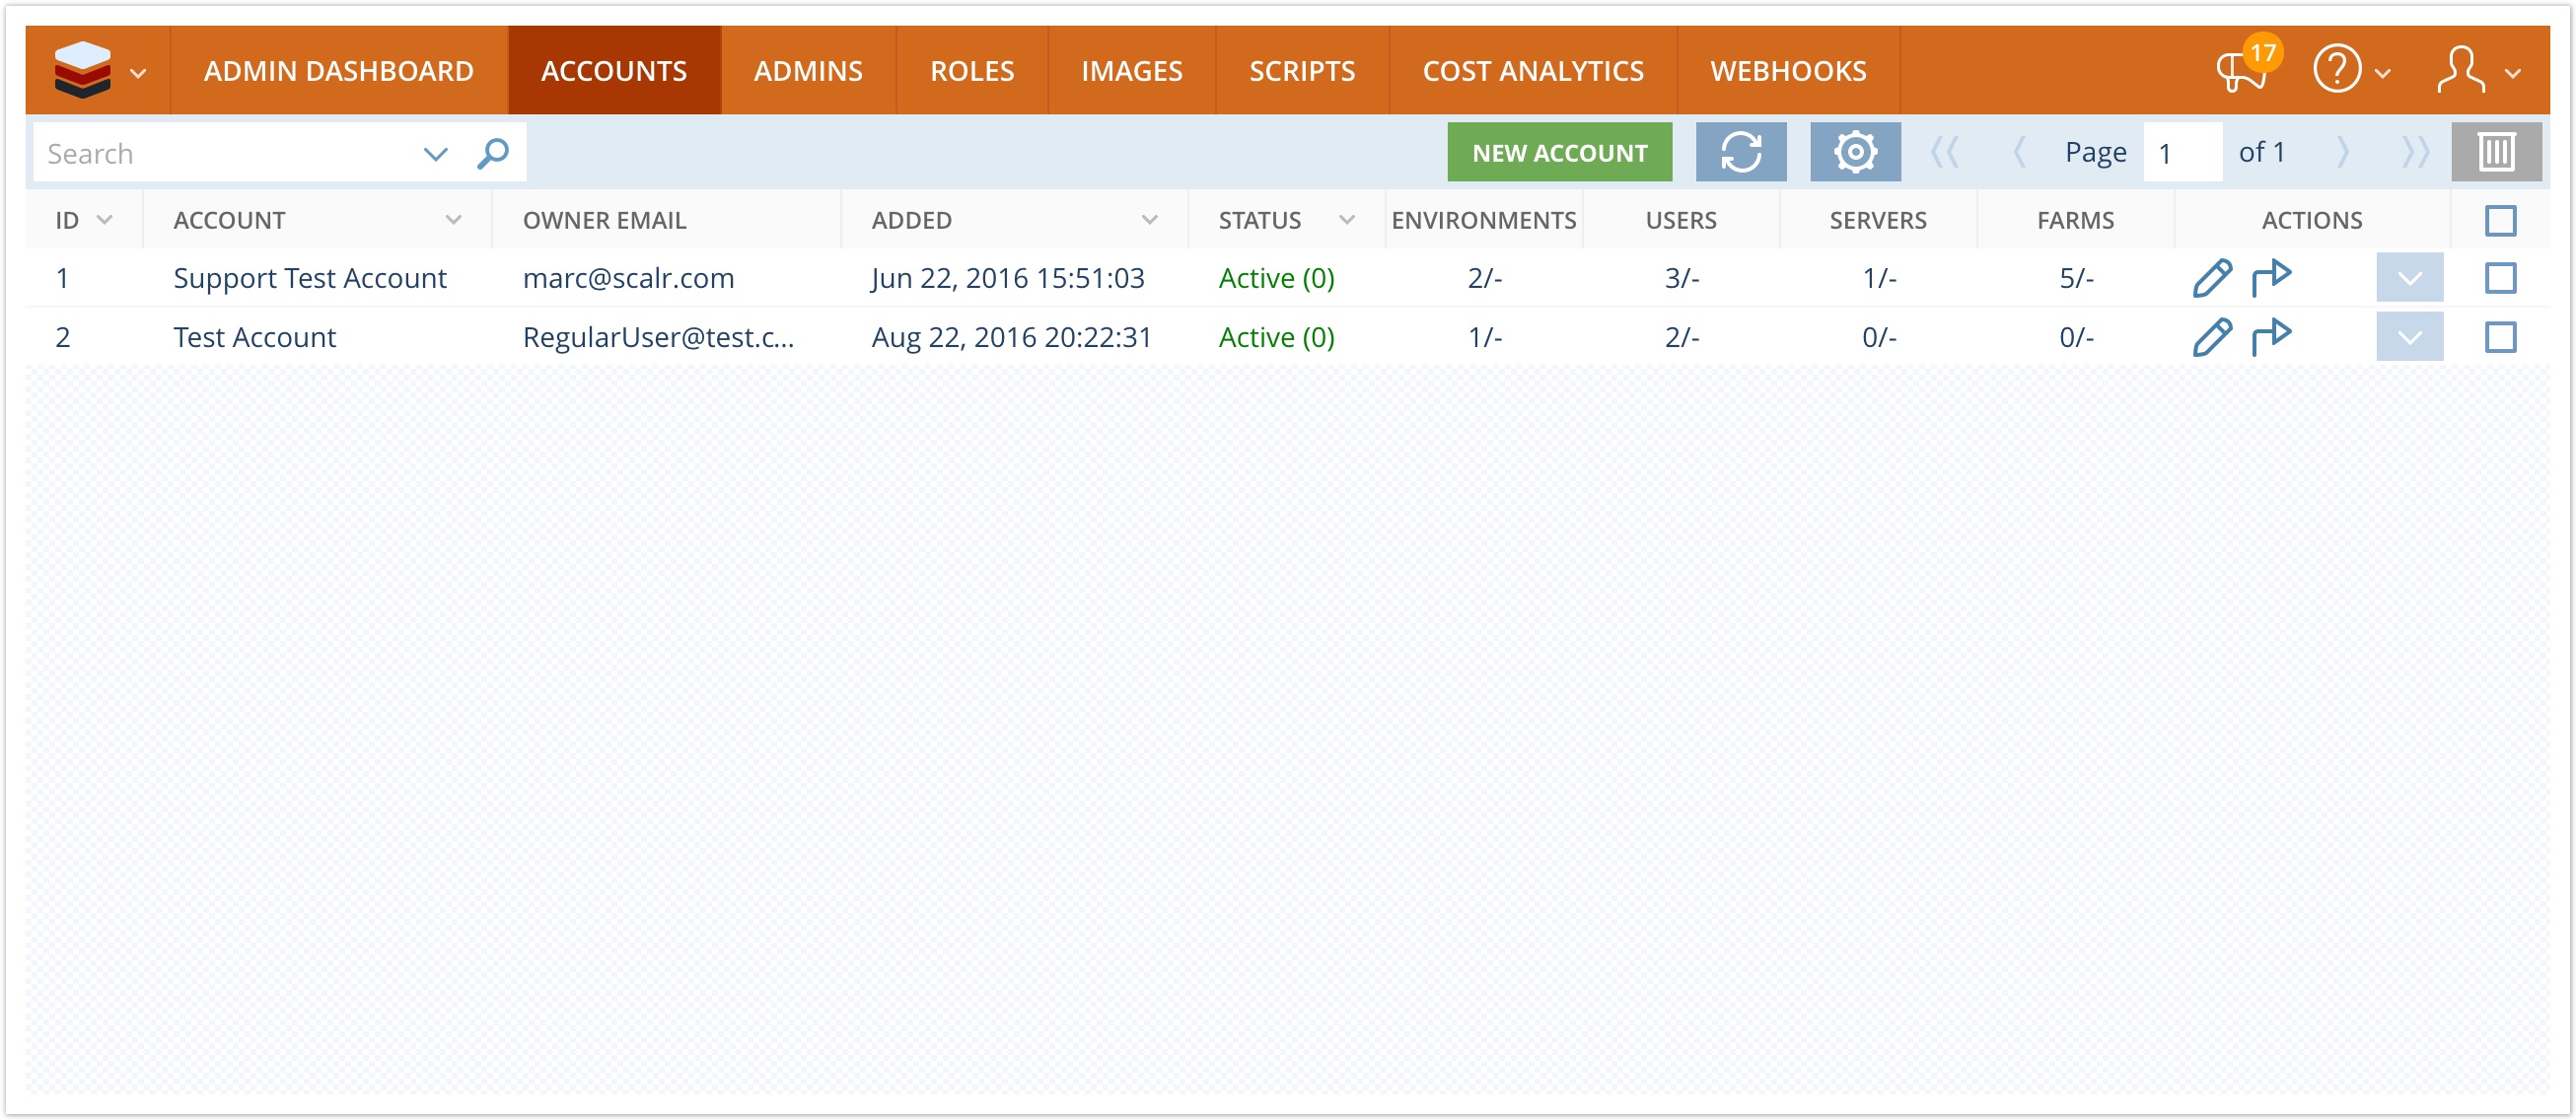 ADMIN DASHBOARD ACCOUNTS ADMINS ROLES IMAGES SCRIPTS COST ANALYTICS WEBHOOKS 17 ?
Search NEW ACCOUNT Page 1 of 1
ID ACCOUNT OWNER EMAIL ADDED STATUS ENVIRONMENTS USERS SERVERS FARMS ACTIONS
1 Support Test Account marc@scalr.com Jun 22, 2016 15:51:03 Active (0) 2/- 3/- 1/- 5/-
2 Test Account RegularUser@test.c... Aug 22, 2016 20:22:31 Active (0) 1/- 2/- 0/- 0/-